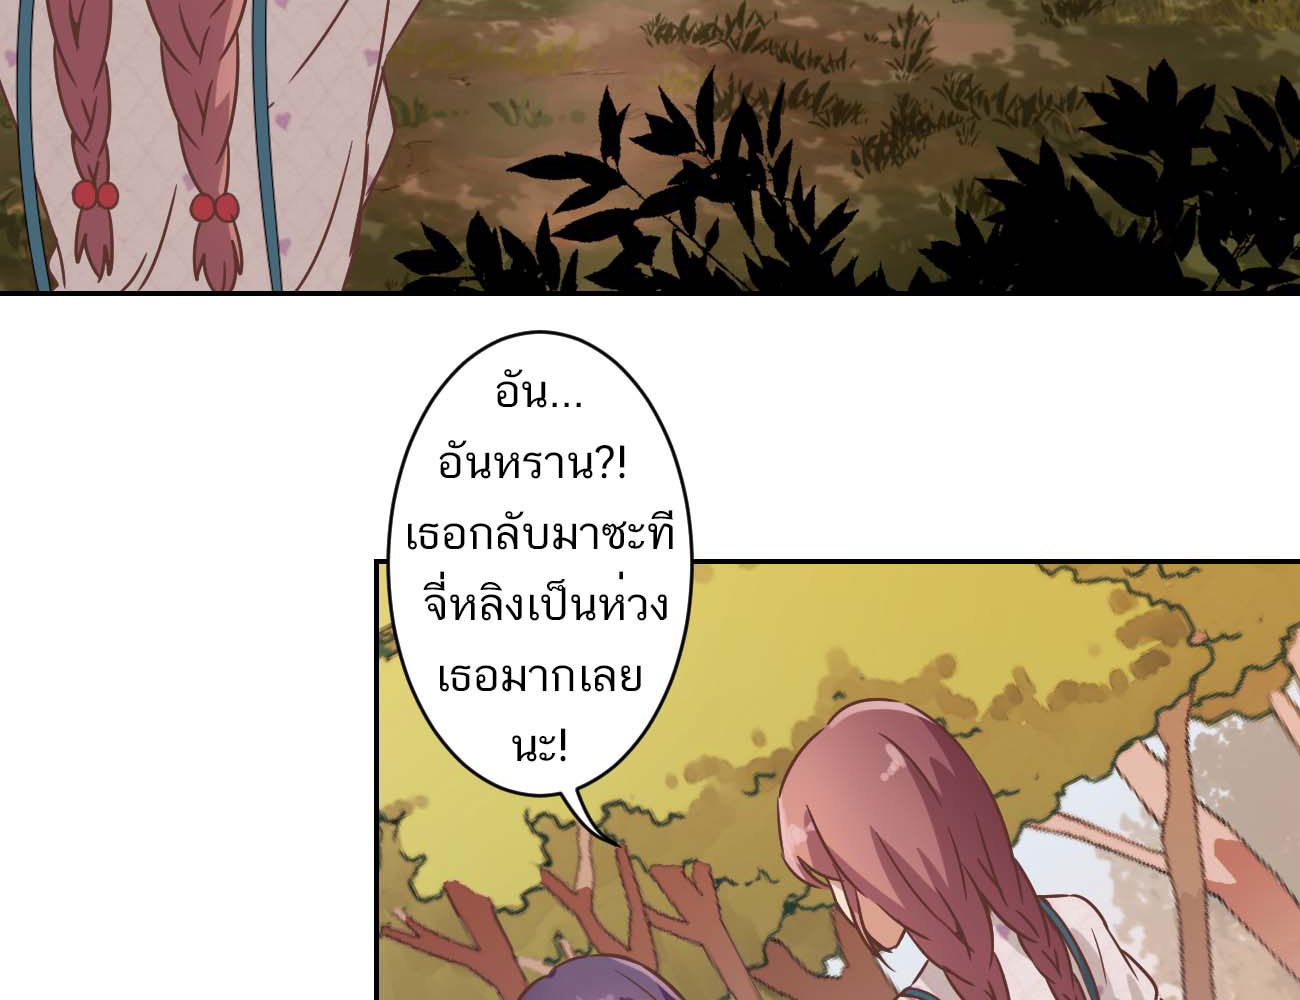 อัน...
อันหราน?!
เธอกลับมาซะที
จี่หลิงเป็นห่วง
เธอมากเลย
นะ!